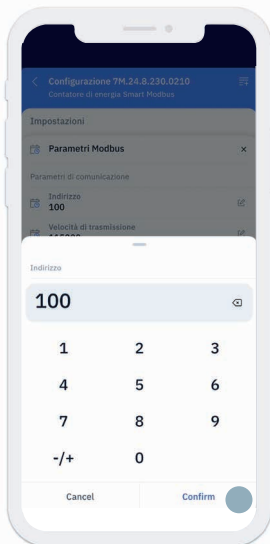 Configurazione 7M.24.8.230.0210
Contatore di energia Smart Modbus
Impostazioni
Parametri Modbus
Parametri di comunicazione
Indirizzo
100
Velocità di trasmissione
Indirizzo
100
1 2 3
4 5 6
7 8 9
-/+ 0
Cancel Confirm